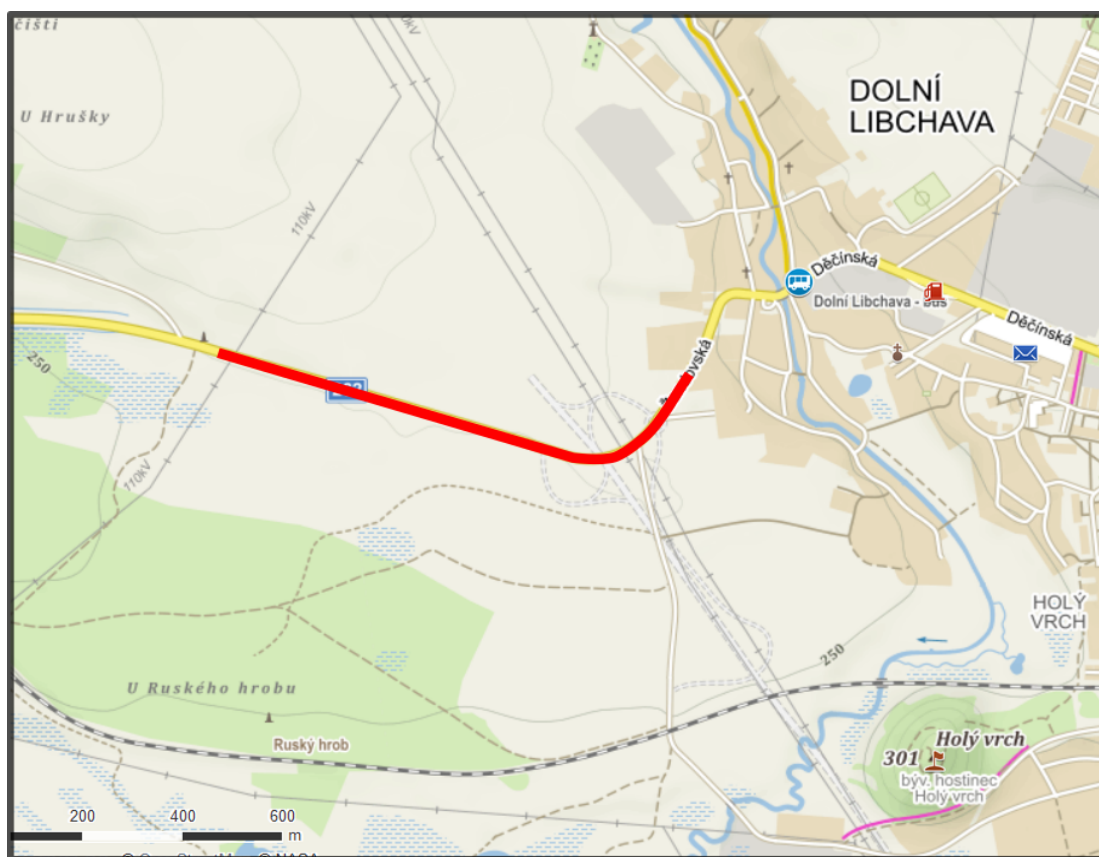 U Hrušky
110kV
DOLNÍ
LIBCHAVA
Děčínská
Dolní Libchava - bus
Děčínská
250
110kV
HOLÝ
VRCH
250
U Ruského hrobu
Ruský hrob
Holý vrch
301
býv. hostinec
Holý vrch
200 400 600
m